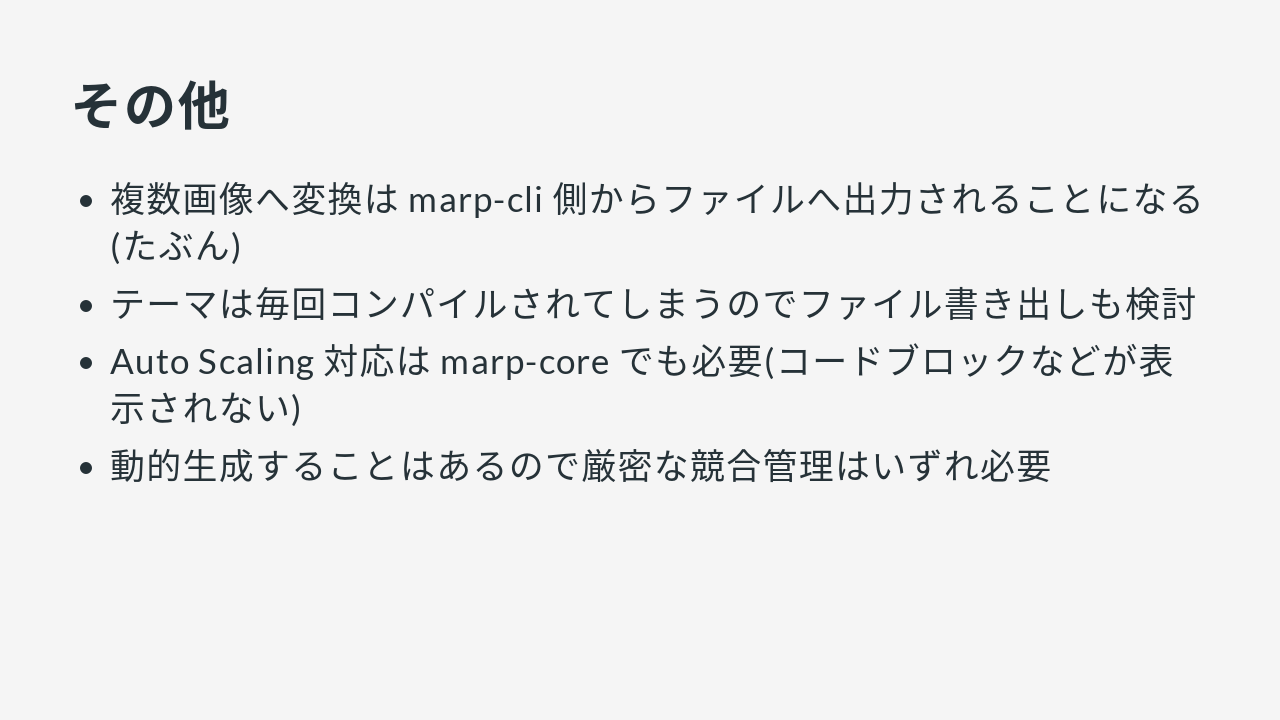 その他
• 複数画像へ変換は marp-cli 側からファイルへ出力されることになる
(たぶん)
• テーマは毎回コンパイルされてしまうのでファイル書き出しも検討
• Auto Scaling 対応は marp-core でも必要(コードブロックなどが表
示されない)
• 動的生成することはあるので厳密な競合管理はいずれ必要